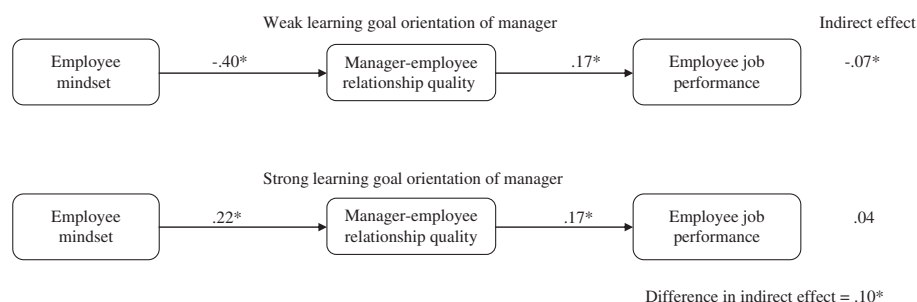 Weak learning goal orientation of manager
Indirect effect
Employee
mindset
-.40*
Manager-employee
relationship quality
.17*
Employee job
performance
-.07*
Strong learning goal orientation of manager
Employee
mindset
.22*
Manager-employee
relationship quality
.17*
Employee job
performance
.04
Difference in indirect effect = .10*